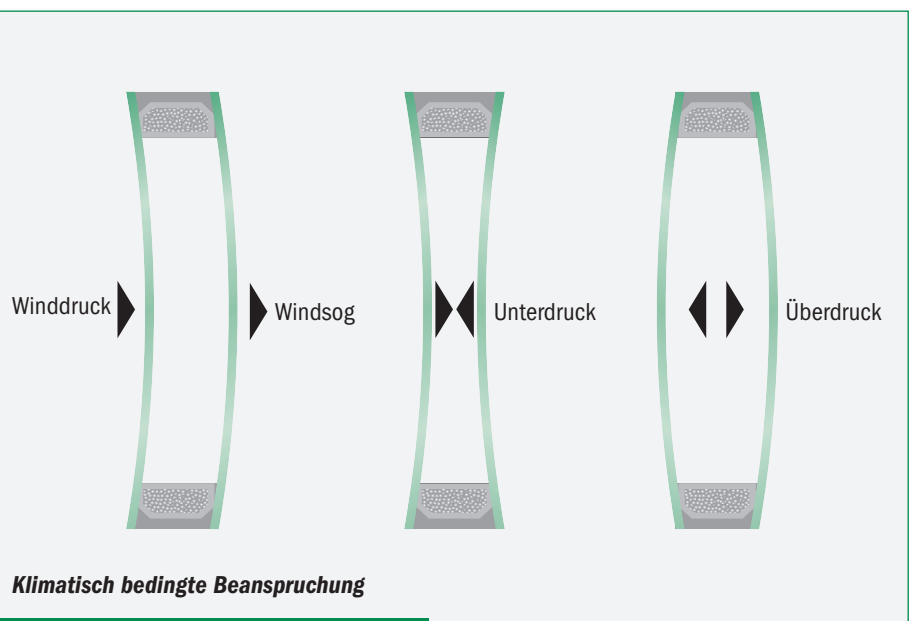 Winddruck
Windsog
Unterdruck
Überdruck
Klimatisch bedingte Beanspruchung